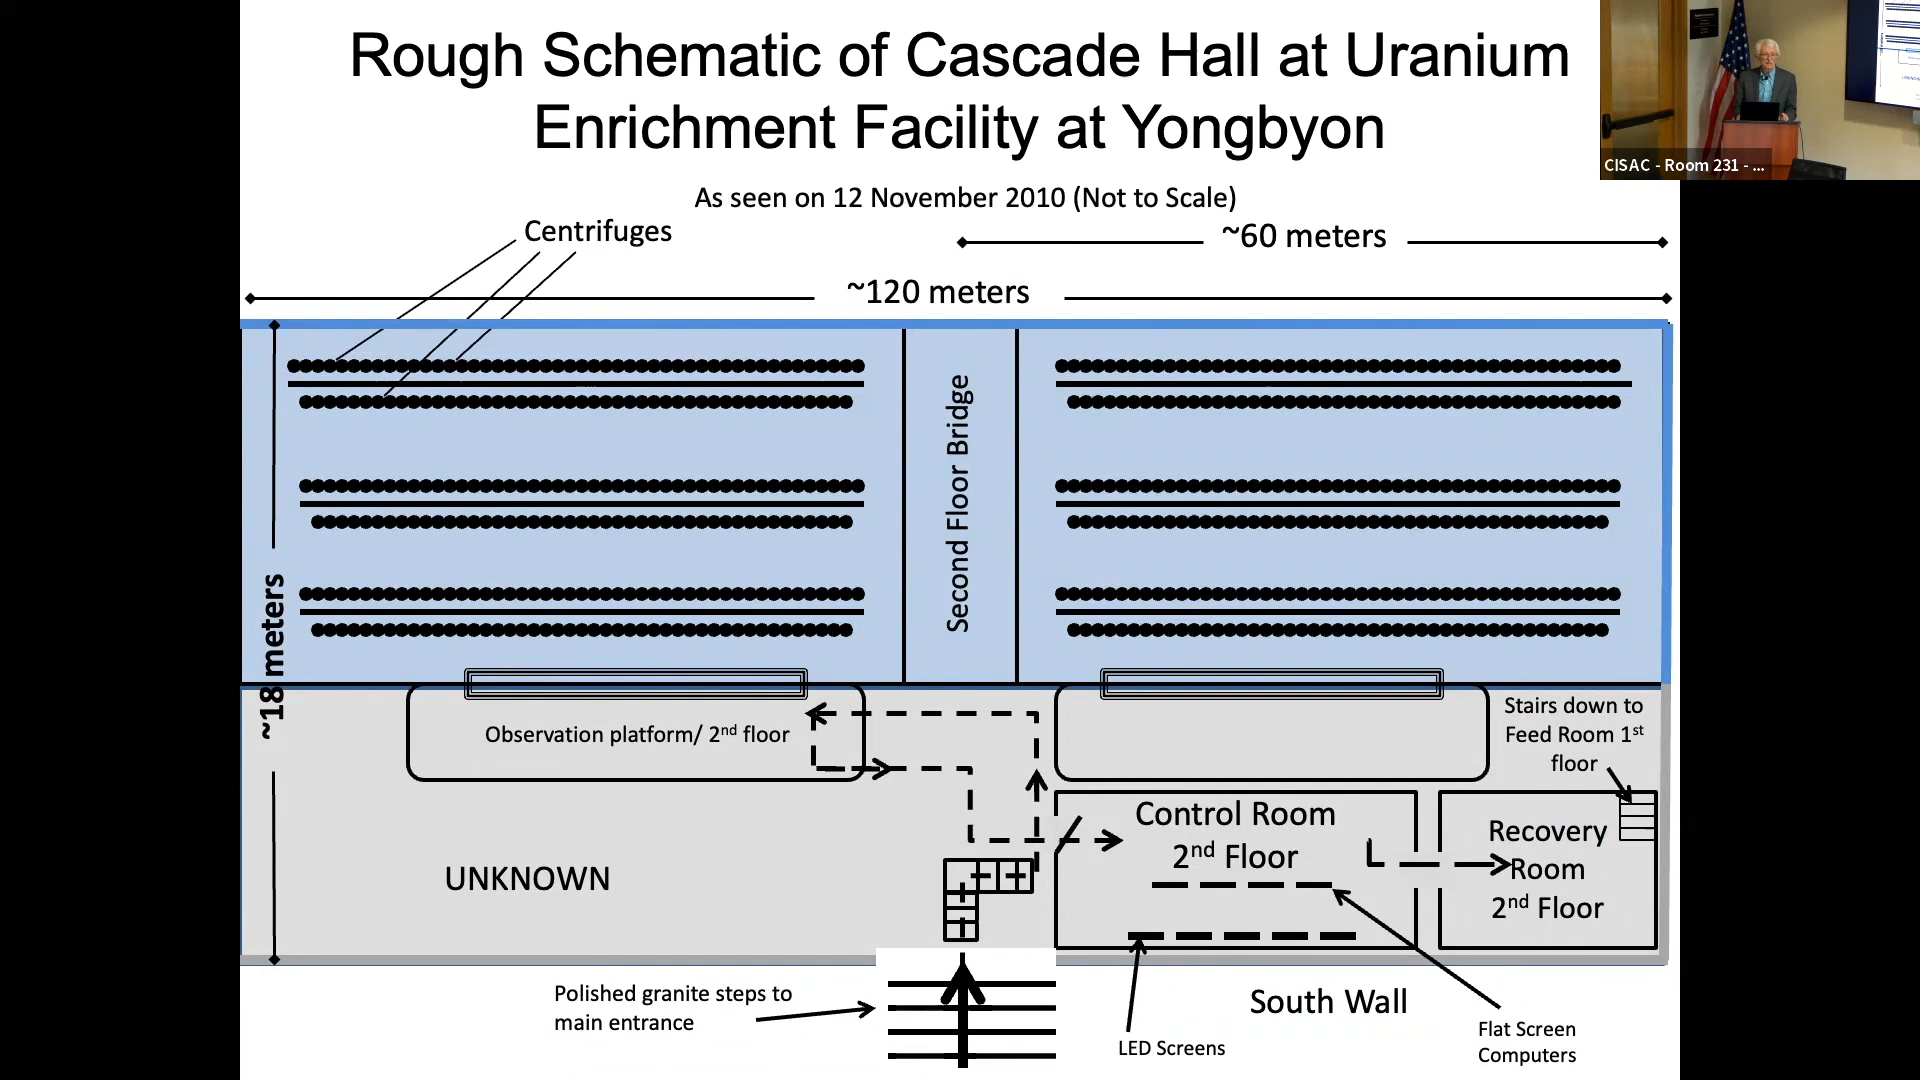 Rough Schematic of Cascade Hall at Uranium
Enrichment Facility at Yongbyon
CISAC - Room 231 - ...
As seen on 12 November 2010 (Not to Scale)
Centrifuges
~60 meters
~120 meters
Second Floor Bridge
~18 meters
Observation platform/ 2nd floor
Stairs down to
Feed Room 1st
floor
Control Room
2nd Floor
Recovery
Room
2nd Floor
UNKNOWN
Polished granite steps to
main entrance
South Wall
LED Screens
Flat Screen
Computers